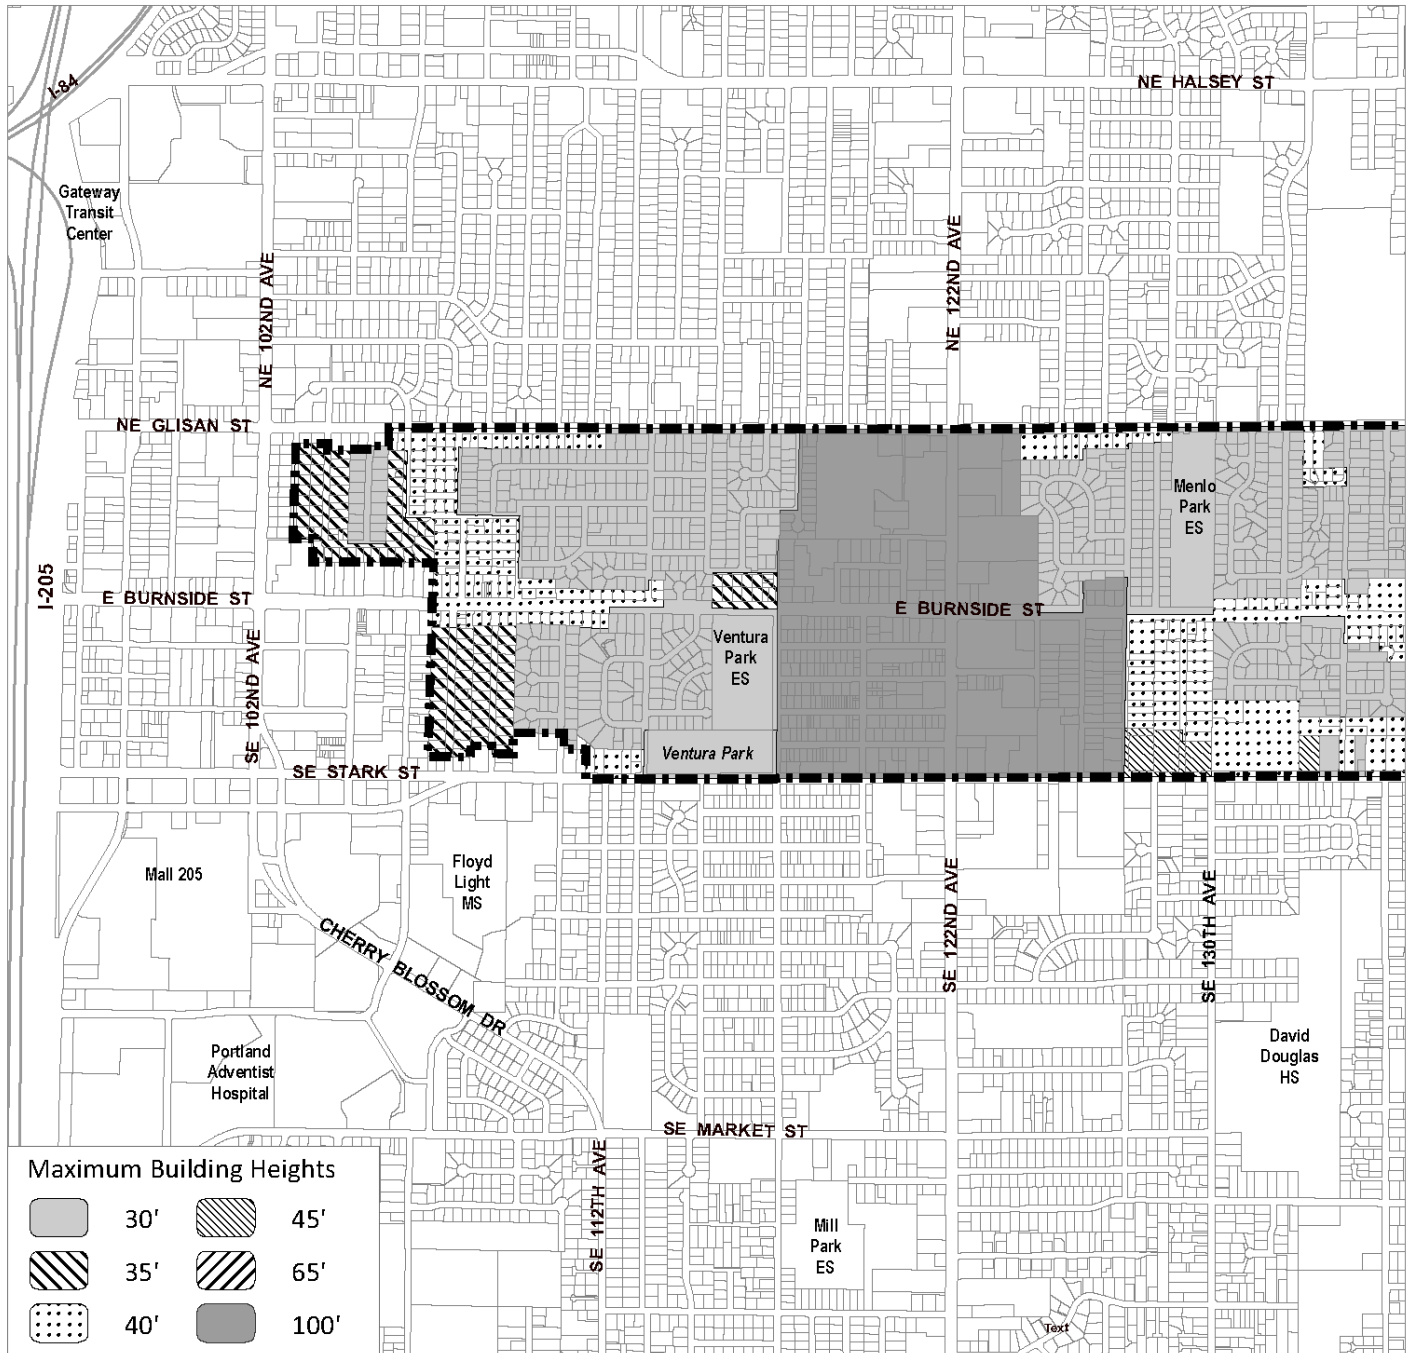 NE HALSEY ST
I-84
Gateway
Transit
Center
NE 102ND AVE
NE 122ND AVE
NE GLISAN ST
Menlo
Park
ES
I-205
E BURNSIDE ST
E BURNSIDE ST
SE 102ND AVE
Ventura
Park
ES
Ventura Park
SE STARK ST
Mall 205
Floyd
Light
MS
SE 122ND AVE
SE 130TH AVE
CHERRY BLOSSOM DR
Portland
Adventist
Hospital
David
Douglas
HS
SE MARKET ST
SE 112TH AVE
Mill
Park
ES
Text
Maximum Building Heights
30'
45'
35'
65'
40'
100'